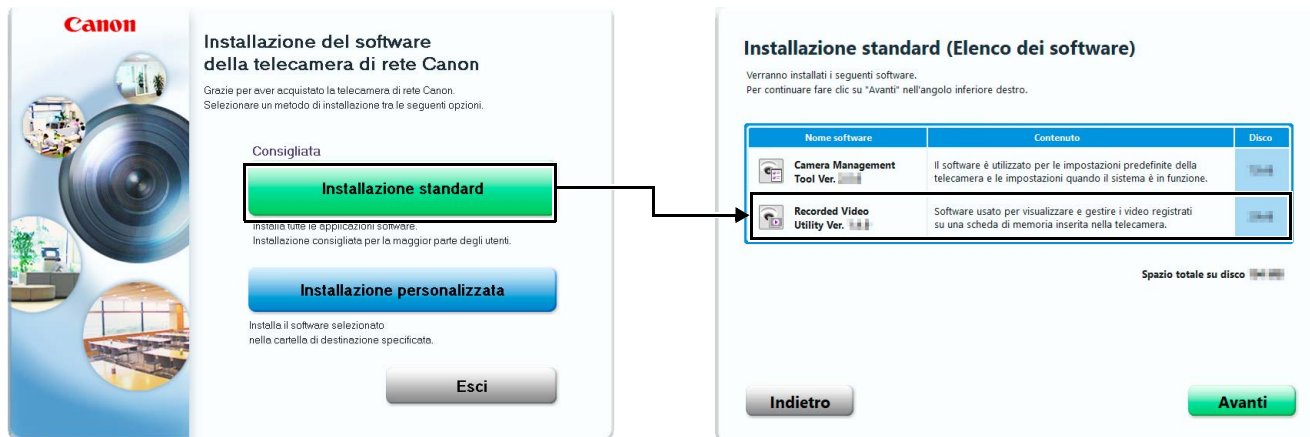 Canon
Installazione del software
della telecamera di rete Canon
Grazie per aver acquistato la telecamera di rete Canon.
Selezionare un metodo di installazione tra le seguenti opzioni.
Consigliata
Installazione standard
Installa tutte le applicazioni software.
Installazione consigliata per la maggior parte degli utenti.
Installazione personalizzata
Installa il software selezionato
nella cartella di destinazione specificata.
Esci
Installazione standard (Elenco dei software)
Verranno installati i seguenti software.
Per continuare fare clic su "Avanti" nell'angolo inferiore destro.
Nome software Contenuto Disco
Camera Management Il software è utilizzato per le impostazioni predefinite della
Tool Ver. telecamera e le impostazioni quando il sistema è in funzione.
Recorded Video Software usato per visualizzare e gestire i video registrati
Utility Ver. su una scheda di memoria inserita nella telecamera.
Spazio totale su disco
Indietro
Avanti